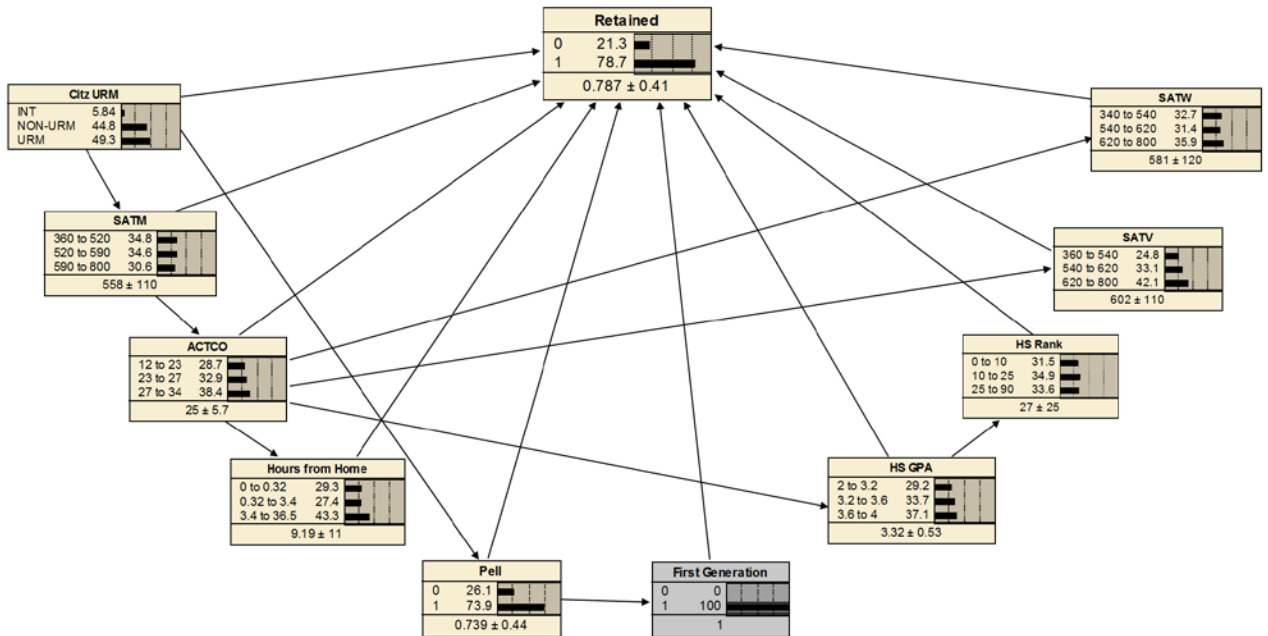 Retained
0 21.3
1 78.7
0.787 ± 0.41
Citz URM
INT 5.84
NON-URM 44.8
URM 49.3
SATW
340 to 540 32.7
540 to 620 31.4
620 to 800 35.9
581 ± 120
SATM
360 to 520 34.8
520 to 590 34.6
590 to 800 30.6
558 ± 110
SATV
360 to 540 24.8
540 to 620 33.1
620 to 800 42.1
602 ± 110
ACTCO
12 to 23 28.7
23 to 27 32.9
27 to 34 38.4
25 ± 5.7
HS Rank
0 to 10 31.5
10 to 25 34.9
25 to 90 33.6
27 ± 25
Hours from Home
0 to 0.32 29.3
0.32 to 3.4 27.4
3.4 to 36.5 43.3
9.19 ± 11
HS GPA
2 to 3.2 29.2
3.2 to 3.6 33.7
3.6 to 4 37.1
3.32 ± 0.53
Pell
0 26.1
1 73.9
0.739 ± 0.44
First Generation
0 0
1 100
1